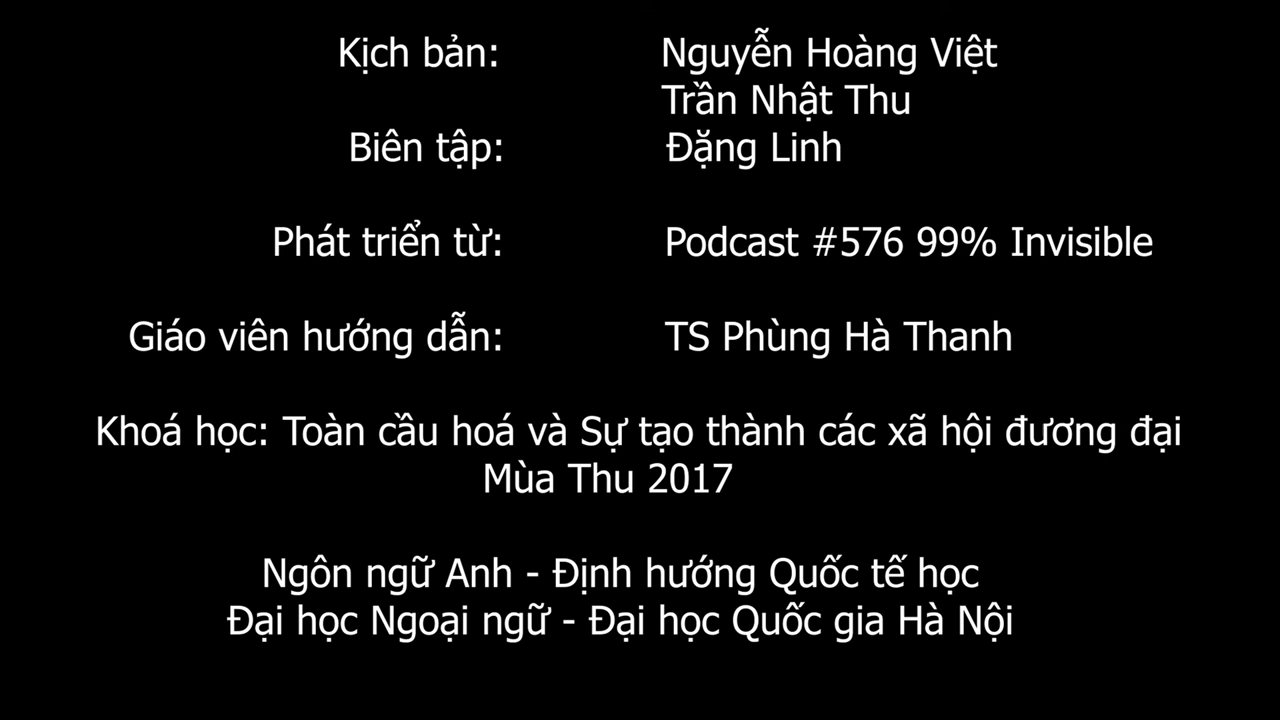 Kịch bản: Nguyễn Hoàng Việt
Trần Nhật Thu
Biên tập: Đặng Linh
Phát triển từ: Podcast #576 99% Invisible
Giáo viên hướng dẫn: TS Phùng Hà Thanh
Khoá học: Toàn cầu hoá và Sự tạo thành các xã hội đương đại
Mùa Thu 2017
Ngôn ngữ Anh - Định hướng Quốc tế học
Đại học Ngoại ngữ - Đại học Quốc gia Hà Nội